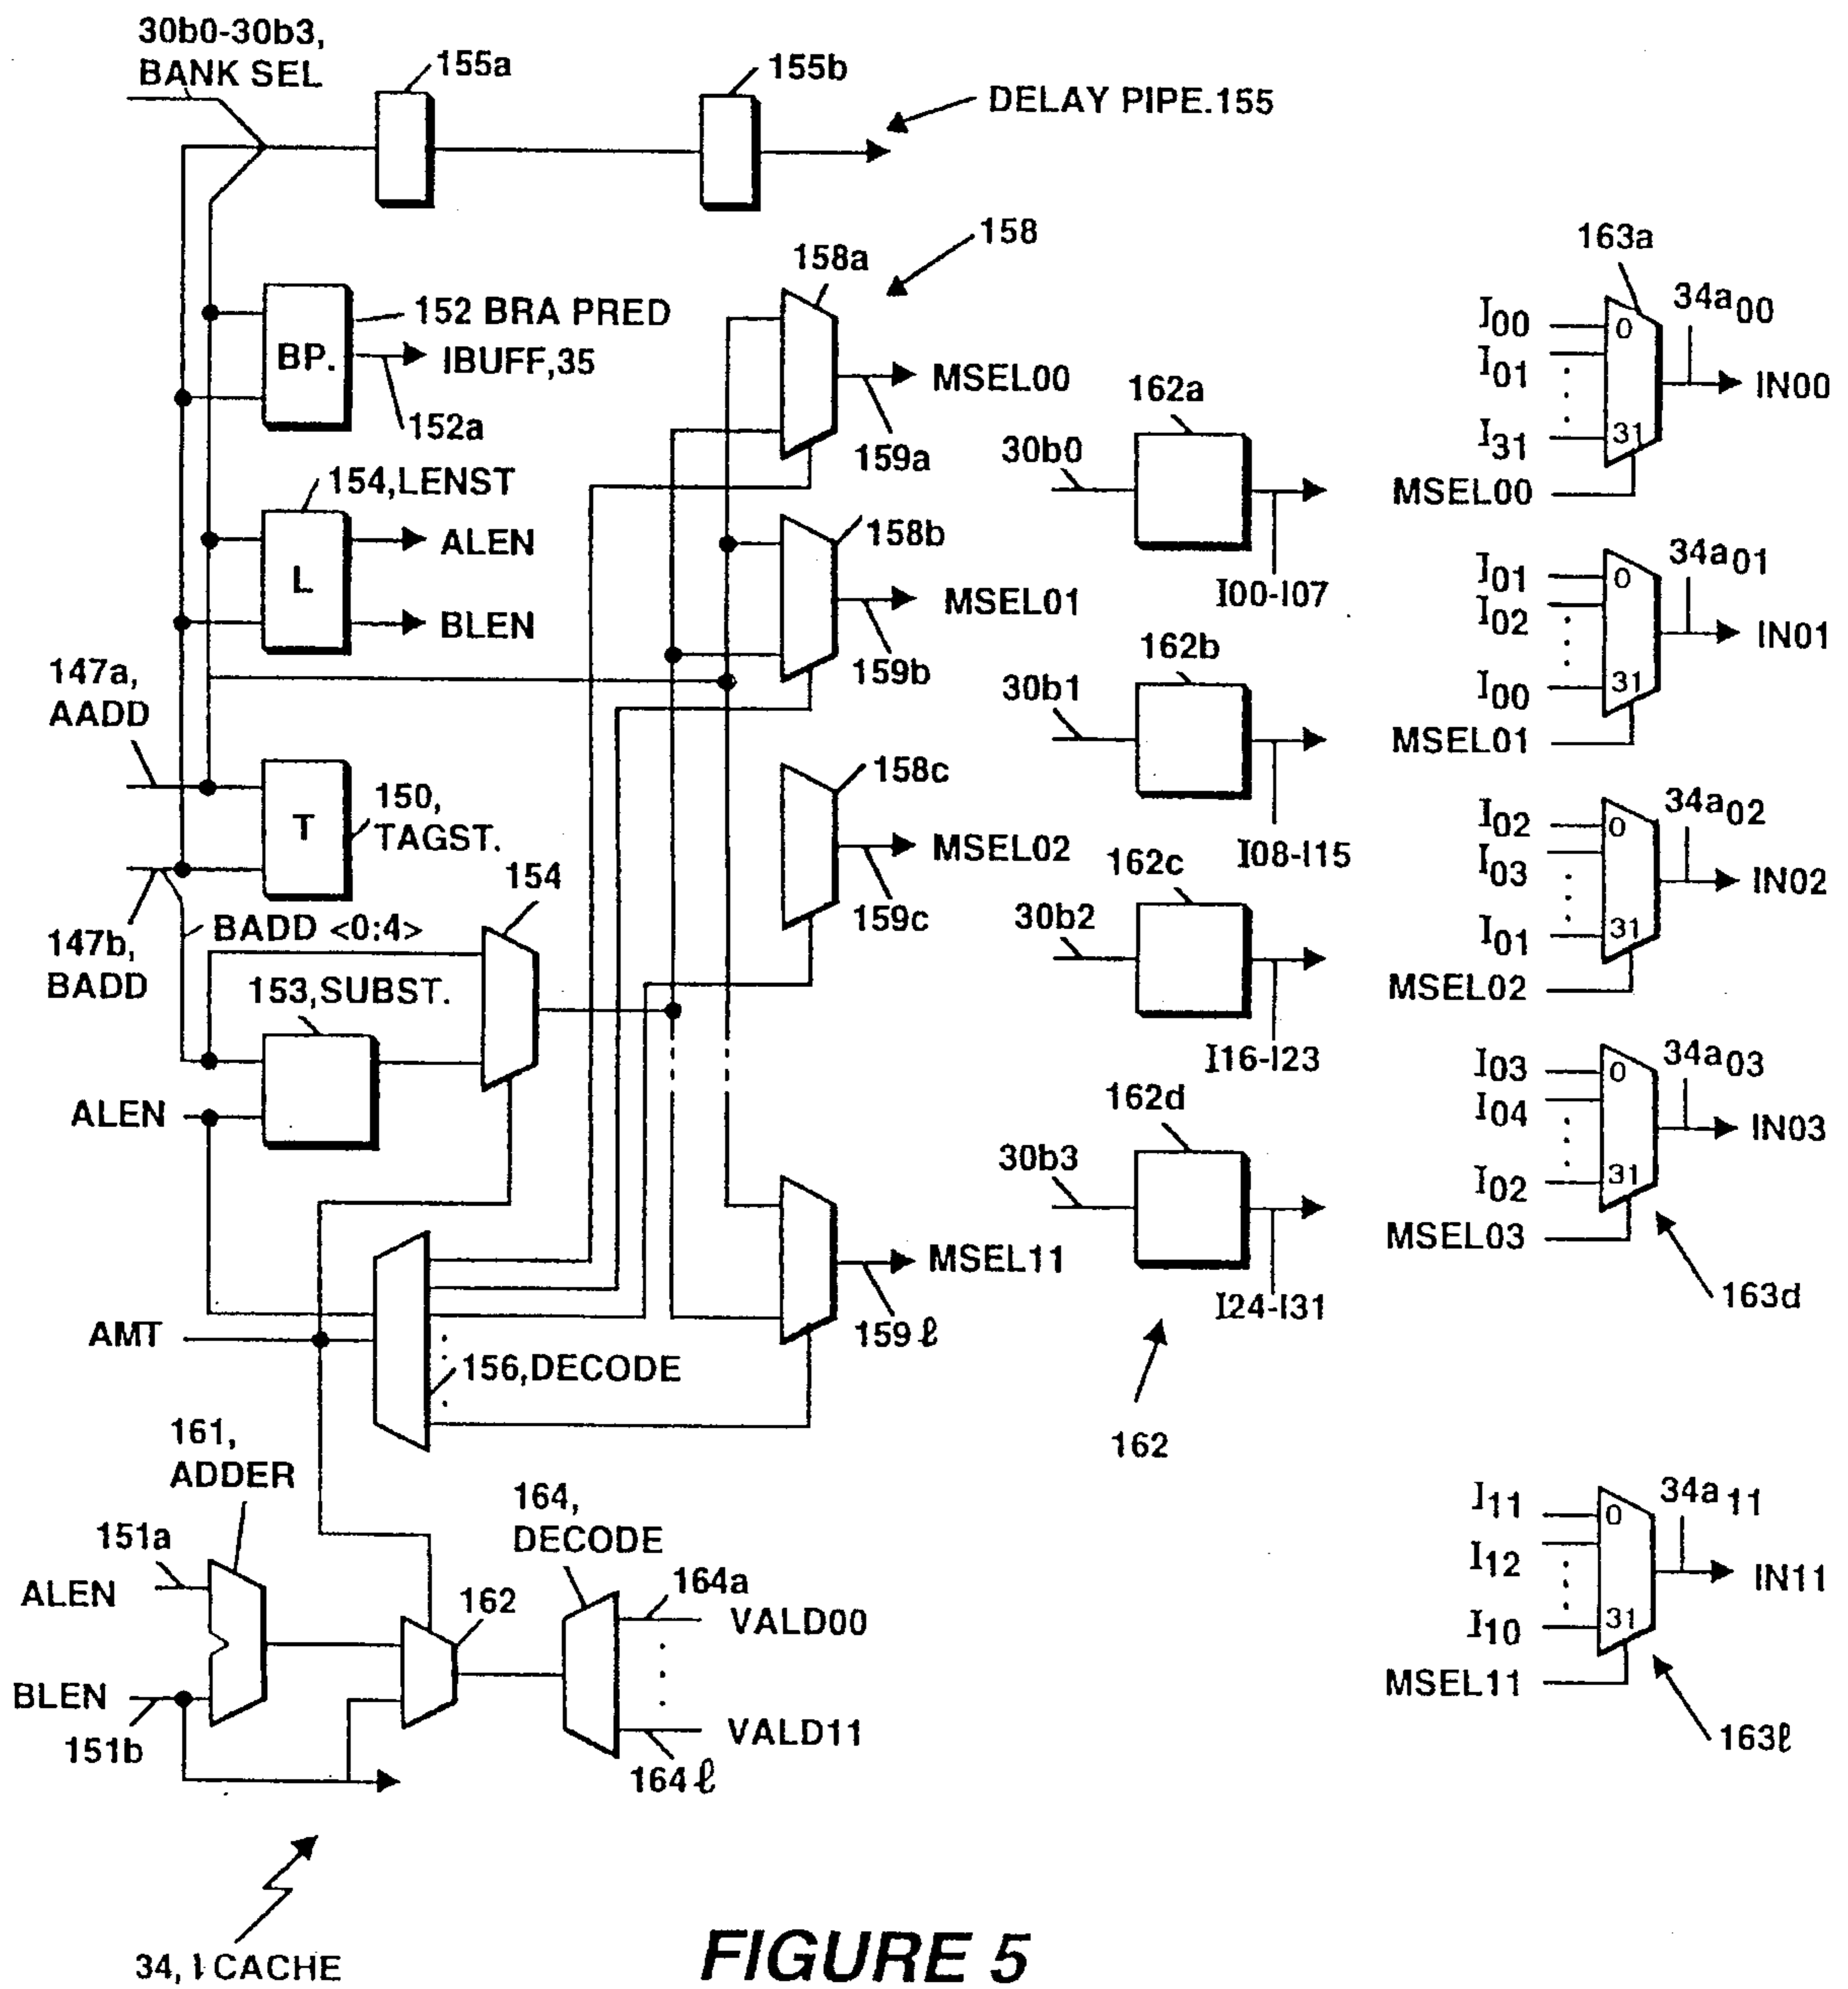 30b0-30b3,
BANK SEL
155a
155b
DELAY PIPE.155
158
158a
163a
BP.
152 BRA PRED
IBUFF,35
152a
MSEL00
159a
162a
30b0
I00-I07
I00
I01
I31
0
31
34a00
IN00
MSEL00
154,LENST
L
ALEN
BLEN
158b
MSEL01
159b
162b
30b1
I08-I15
I01
I02
I00
0
31
34a01
IN01
MSEL01
147a,
AADD
T
150,
TAGST.
147b,
BADD
BADD <0:4>
154
158c
MSEL02
159c
162c
30b2
I16-I23
I02
I03
I01
0
31
34a02
IN02
MSEL02
153,SUBST.
ALEN
162d
30b3
I24-I31
I03
I04
I02
0
31
34a03
IN03
MSEL03
163d
AMT
156,DECODE
MSEL11
159ℓ
162
161,
ADDER
151a
ALEN
BLEN
151b
162
164,
DECODE
164a
VALD00
VALD11
164ℓ
I11
I12
I10
0
31
34a11
IN11
MSEL11
163ℓ
34, I CACHE
FIGURE 5